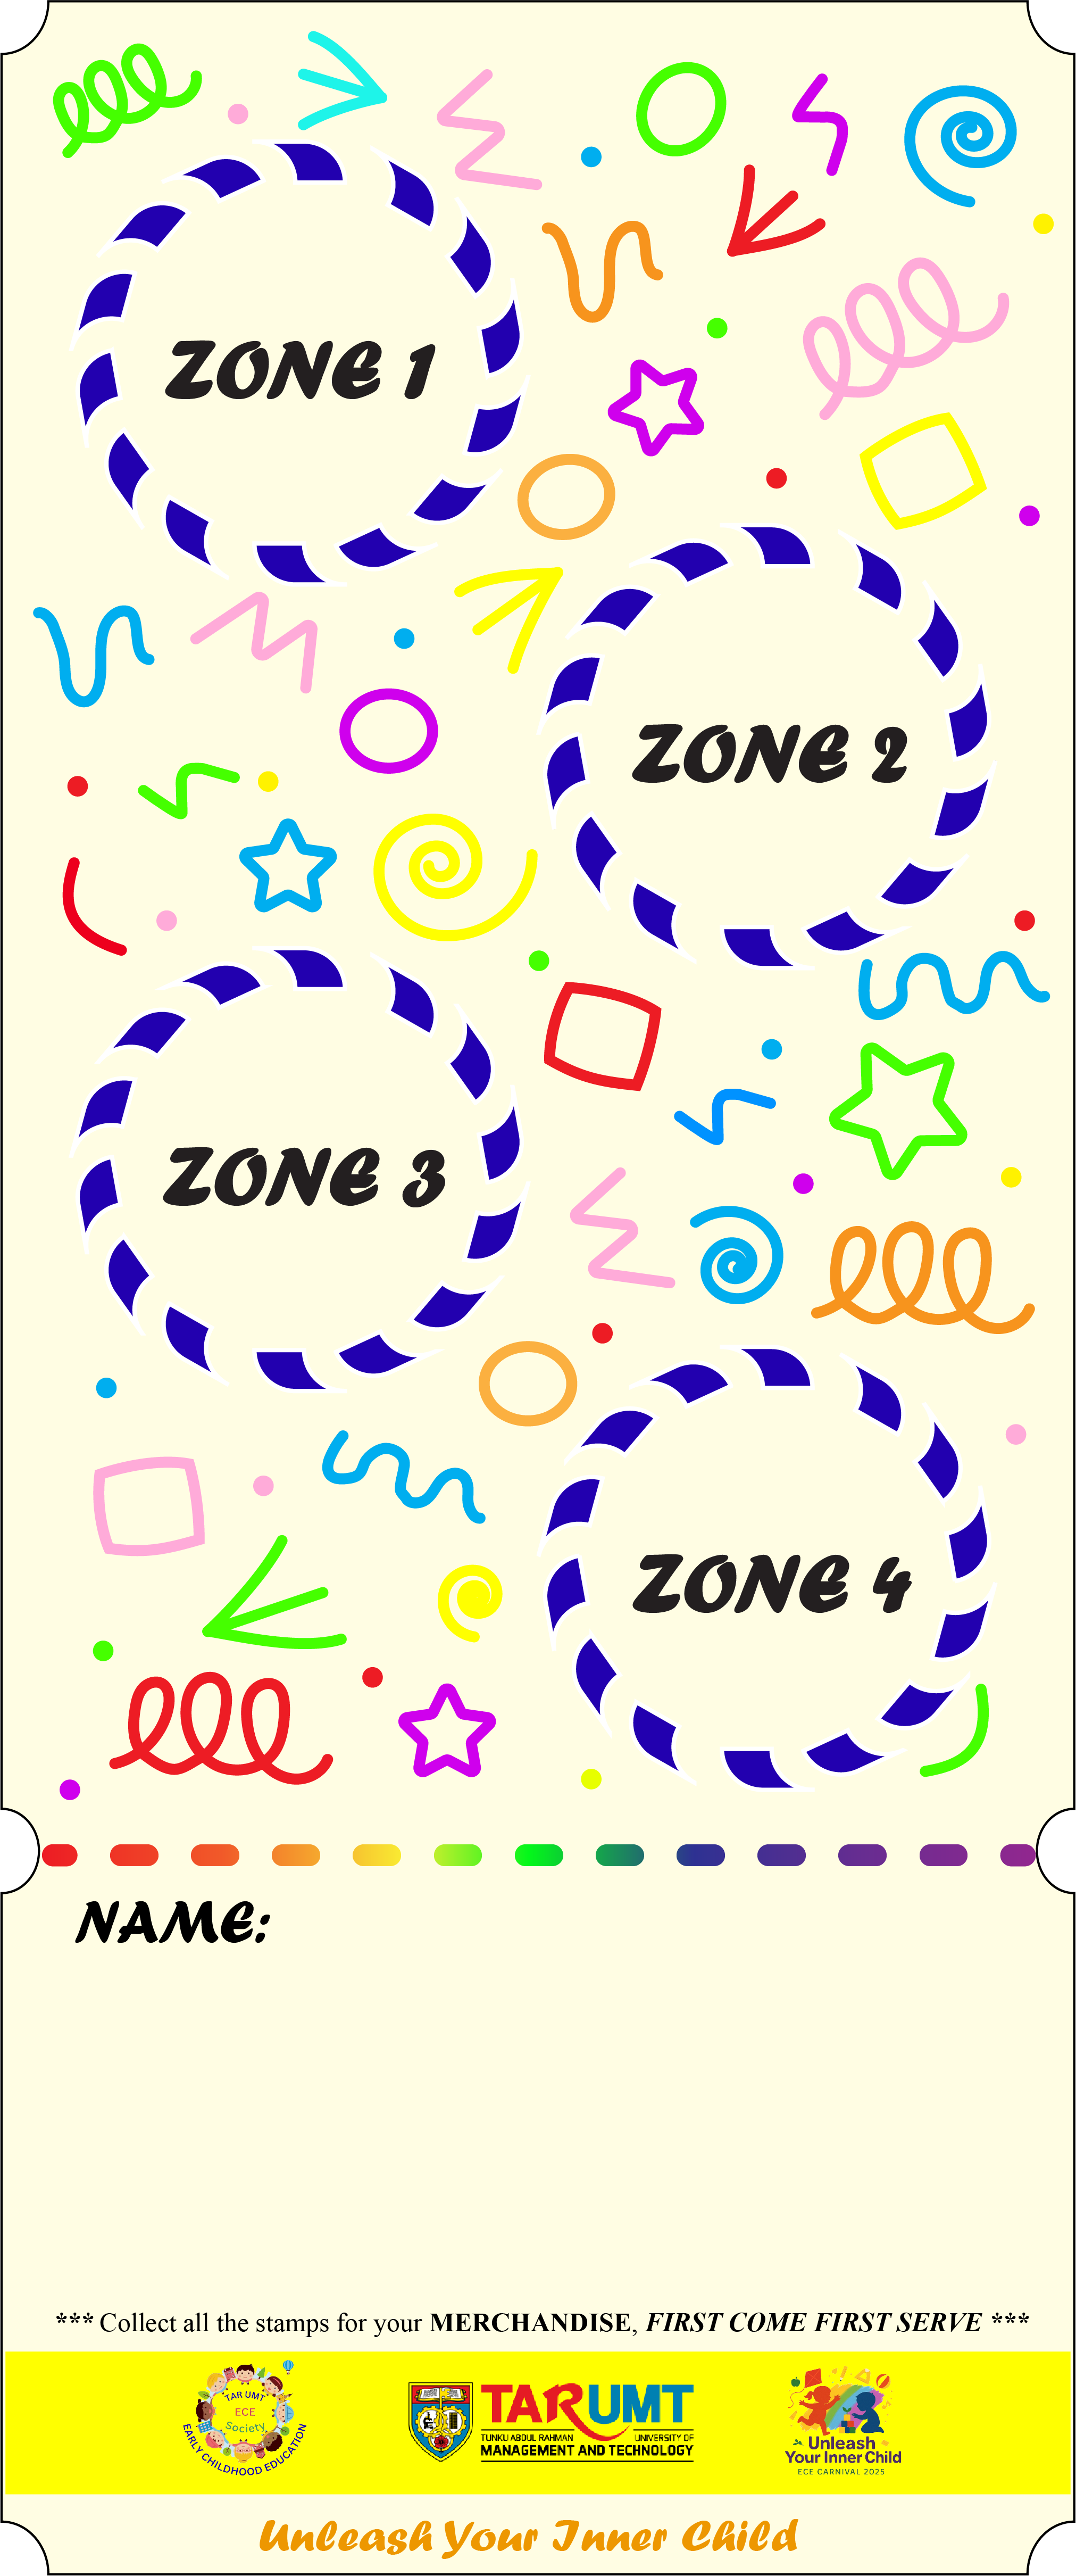 ZONE 1
ZONE 2
ZONE 3
ZONE 4
NAME:
*** Collect all the stamps for your MERCHANDISE, FIRST COME FIRST SERVE ***
TAR UMT
ECE
Society
EARLY CHILDHOOD EDUCATION
TARUMT
TUNKU ABDUL RAHMAN UNIVERSITY OF
MANAGEMENT AND TECHNOLOGY
Unleash
Your Inner Child
ECE CARNIVAL 2025
Unleash Your Inner Child